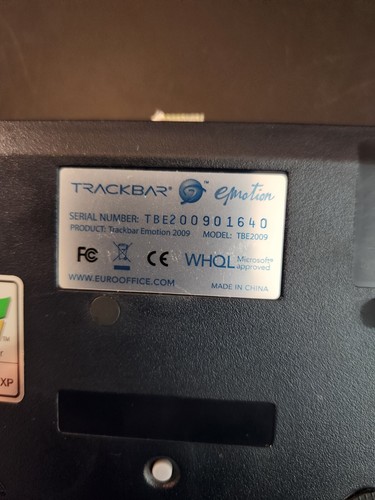 TRACKBAR® ™ emotion
SERIAL NUMBER: TBE200901640
PRODUCT: Trackbar Emotion 2009 MODEL: TBE2009
FC CE WHQL Microsoft® approved
WWW.EUROOFFICE.COM MADE IN CHINA
XP